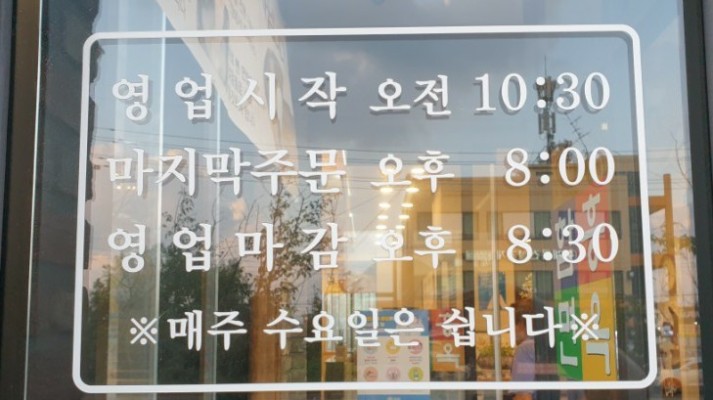 영업시작 오전 10:30
마지막주문 오후 8:00
영업마감 오후 8:30
※매주 수요일은 쉽니다※